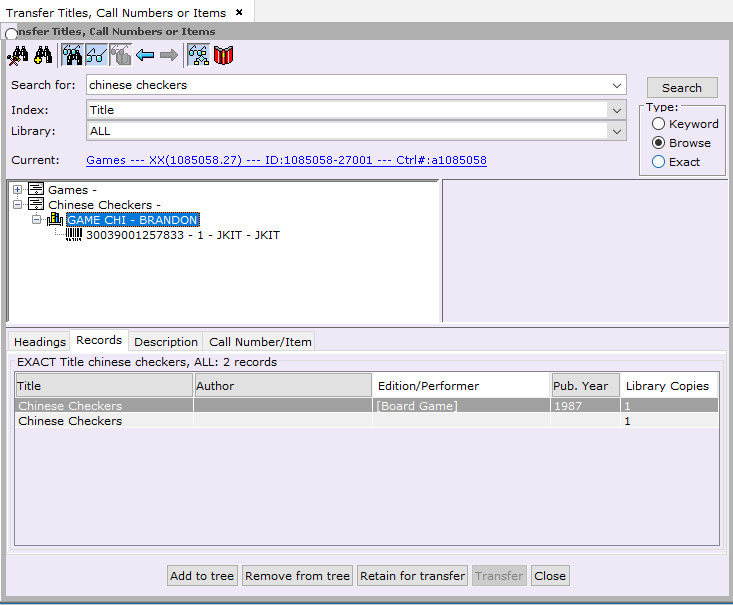 Transfer Titles, Call Numbers or Items ×
nsfer Titles, Call Numbers or Items
Search for: chinese checkers Search
Index: Title Type:
Library: ALL Keyword
Browse
Current: Games --- XX(1085058.27) --- ID:1085058-27001 --- Ctrl#:a1085058 Exact
Games -
Chinese Checkers -
GAME CHI - BRANDON
30039001257833 - 1 - JKIT - JKIT
Headings Records Description Call Number/Item
EXACT Title chinese checkers, ALL: 2 records
Title Author Edition/Performer Pub. Year Library Copies
Chinese Checkers [Board Game] 1987 1
Chinese Checkers 1
Add to tree Remove from tree Retain for transfer Transfer Close